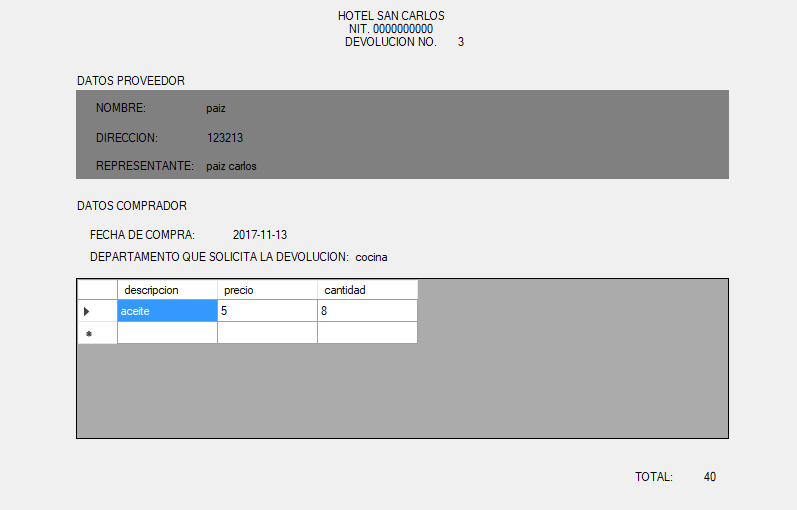 HOTEL SAN CARLOS
NIT. 0000000000
DEVOLUCION NO. 3
DATOS PROVEEDOR
NOMBRE: paiz
DIRECCION: 123213
REPRESENTANTE: paiz carlos
DATOS COMPRADOR
FECHA DE COMPRA: 2017-11-13
DEPARTAMENTO QUE SOLICITA LA DEVOLUCION: cocina
descripcion precio cantidad
aceite 5 8
TOTAL: 40